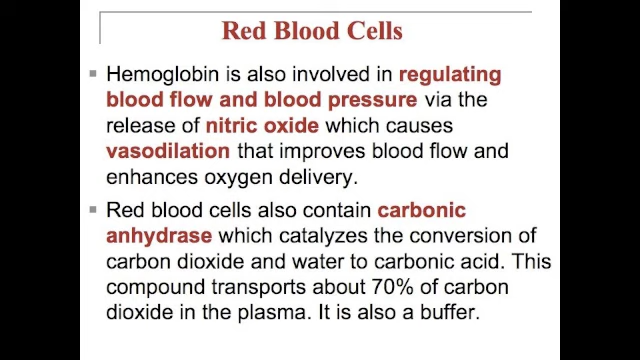 Red Blood Cells
Hemoglobin is also involved in regulating
blood flow and blood pressure via the
release of nitric oxide which causes
vasodilation that improves blood flow and
enhances oxygen delivery.
Red blood cells also contain carbonic
anhydrase which catalyzes the conversion of
carbon dioxide and water to carbonic acid. This
compound transports about 70% of carbon
dioxide in the plasma. It is also a buffer.